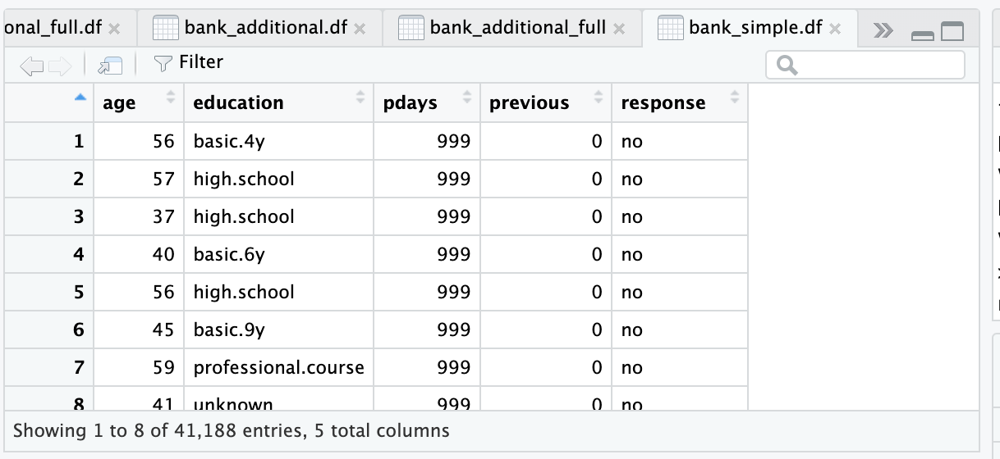 onal_full.df bank_additional.df bank_additional_full bank_simple.df
Filter
age education pdays previous response
1 56 basic.4y 999 0 no
2 57 high.school 999 0 no
3 37 high.school 999 0 no
4 40 basic.6y 999 0 no
5 56 high.school 999 0 no
6 45 basic.9y 999 0 no
7 59 professional.course 999 0 no
8 41 unknown 999 0 no
Showing 1 to 8 of 41,188 entries, 5 total columns